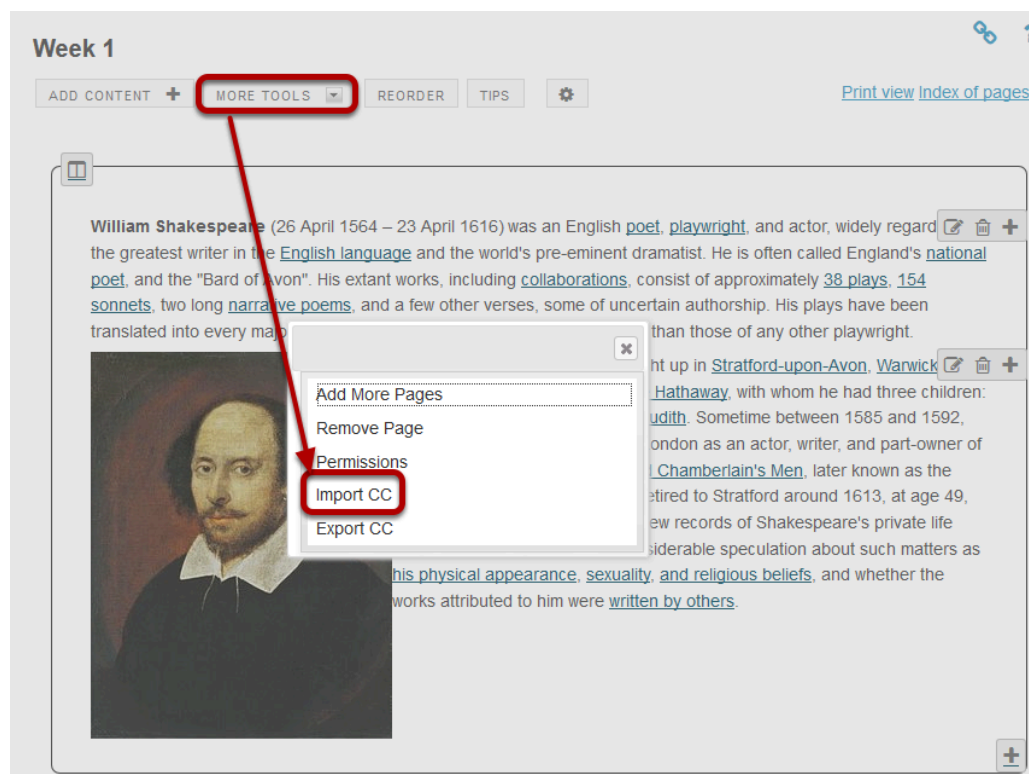 Week 1
ADD CONTENT + MORE TOOLS REORDER TIPS
Print view Index of pages
William Shakespeare (26 April 1564 – 23 April 1616) was an English poet, playwright, and actor, widely regard
the greatest writer in the English language and the world's pre-eminent dramatist. He is often called England's national
poet, and the "Bard of Avon". His extant works, including collaborations, consist of approximately 38 plays, 154
sonnets, two long narrative poems, and a few other verses, some of uncertain authorship. His plays have been
translated into every majo than those of any other playwright.
ht up in Stratford-upon-Avon, Warwick
Add More Pages
Hathaway, with whom he had three children:
Remove Page
udith. Sometime between 1585 and 1592,
ondon as an actor, writer, and part-owner of
Permissions
Chamberlain's Men, later known as the
Import CC
etired to Stratford around 1613, at age 49,
Export CC
ew records of Shakespeare's private life
siderable speculation about such matters as
his physical appearance, sexuality, and religious beliefs, and whether the
works attributed to him were written by others.